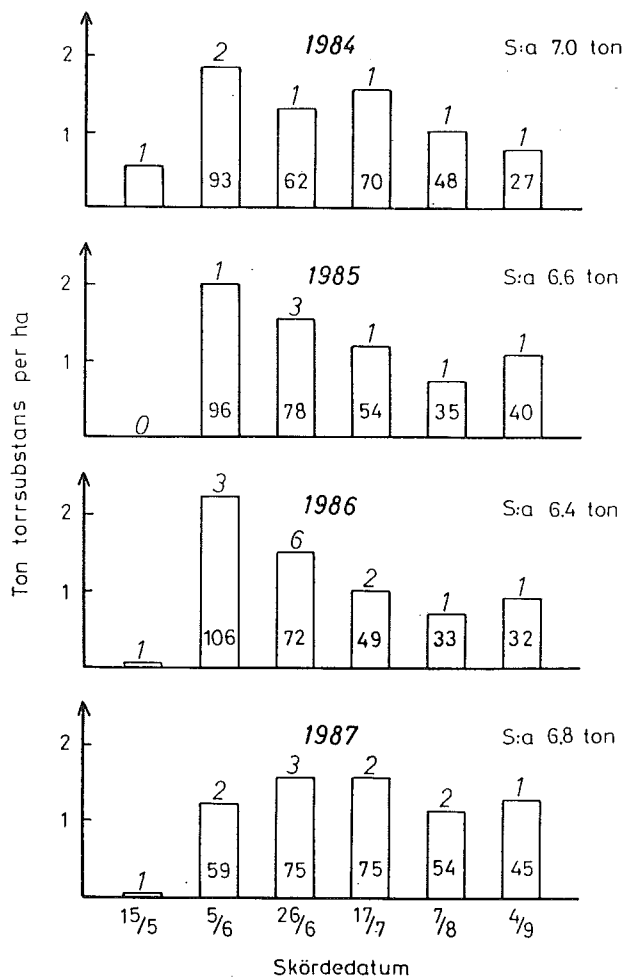 1984 S:a 7.0 ton
2
2
1
1
1
1
1
1
93 62 70 48 27
1985 S:a 6.6 ton
2
1
3
1
1
1
1
0
96 78 54 35 40
1986 S:a 6.4 ton
2
3
6
2
1
1
1
1
106 72 49 33 32
1987 S:a 6,8 ton
2
2
3
2
2
1
1
1
59 75 75 54 45
15/5 5/6 26/6 17/7 7/8 4/9
Skördedatum
Ton torrsubstans per ha